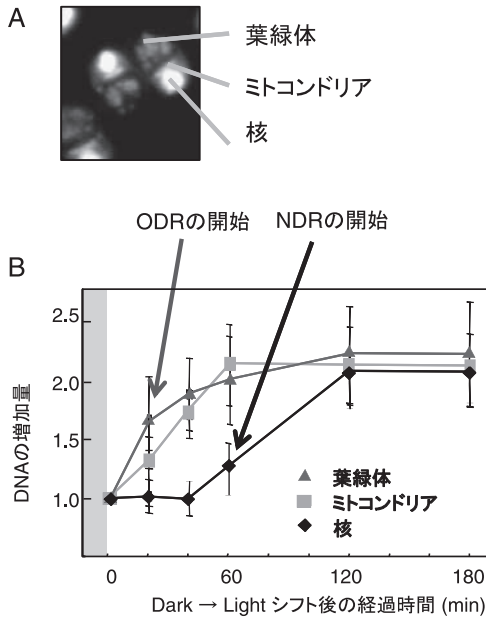 A
葉緑体
ミトコンドリア
核
ODRの開始
NDRの開始
B
DNAの増加量
2.5
2.0
1.5
1.0
葉緑体
ミトコンドリア
核
0
60
120
180
Dark → Light シフト後の経過時間 (min)